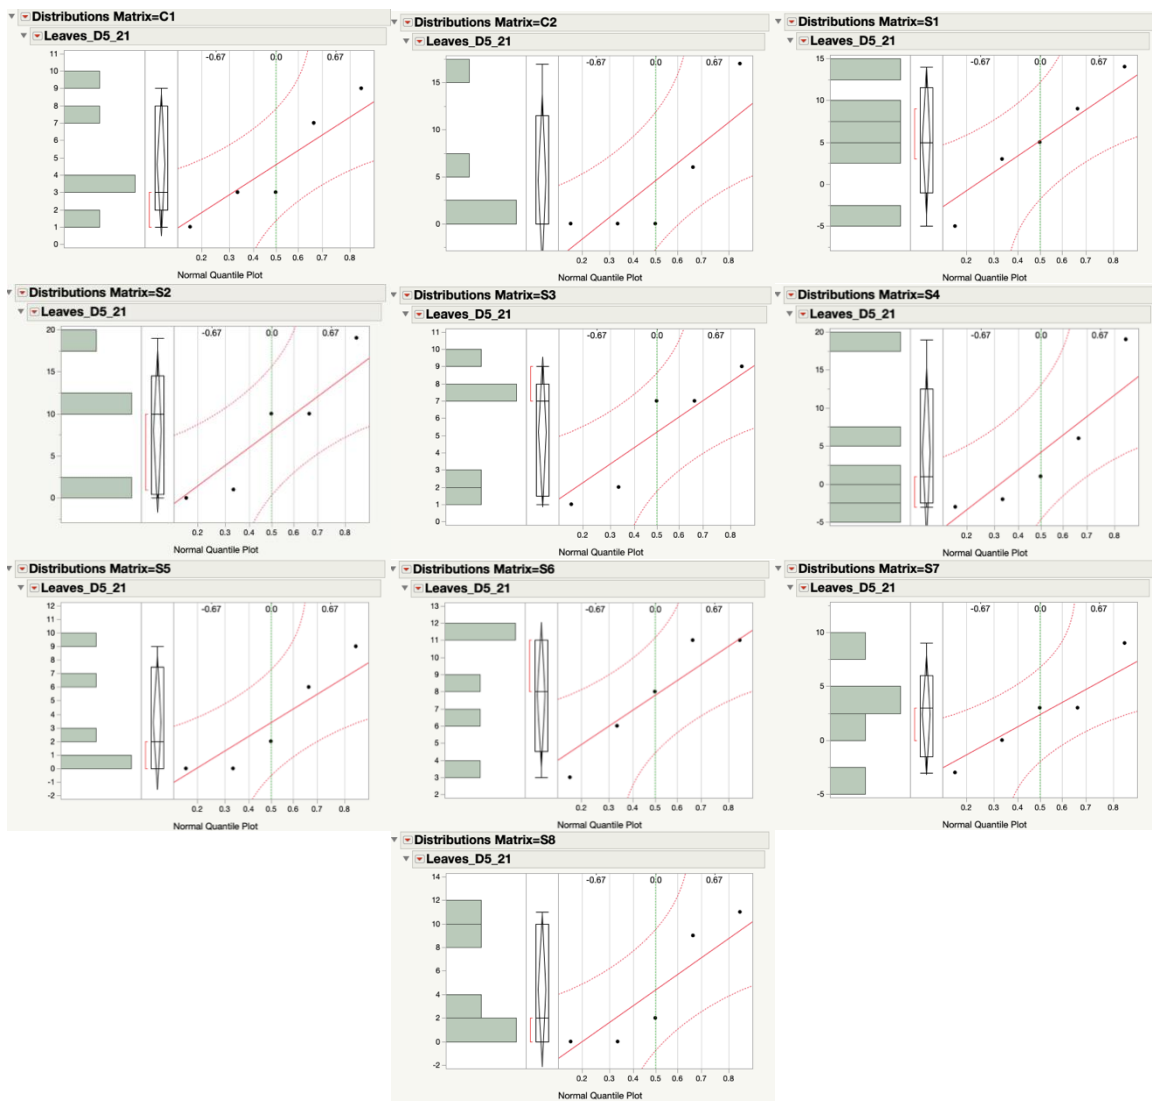 Distributions Matrix=C1
Leaves_D5_21
-0.67 0.0 0.67
11
10
9
8
7
6
5
4
3
2
1
0
0.2 0.3 0.4 0.5 0.6 0.7 0.8
Normal Quantile Plot
Distributions Matrix=C2
Leaves_D5_21
-0.67 0.0 0.67
15
10
5
0
0.2 0.3 0.4 0.5 0.6 0.7 0.8
Normal Quantile Plot
Distributions Matrix=S1
Leaves_D5_21
-0.67 0.0 0.67
15
10
5
0
-5
0.2 0.3 0.4 0.5 0.6 0.7 0.8
Normal Quantile Plot
Distributions Matrix=S2
Leaves_D5_21
-0.67 0.0 0.67
20
15
10
5
0
0.2 0.3 0.4 0.5 0.6 0.7 0.8
Normal Quantile Plot
Distributions Matrix=S3
Leaves_D5_21
-0.67 0.0 0.67
11
10
9
8
7
6
5
4
3
2
1
0
0.2 0.3 0.4 0.5 0.6 0.7 0.8
Normal Quantile Plot
Distributions Matrix=S4
Leaves_D5_21
-0.67 0.0 0.67
20
15
10
5
0
-5
0.2 0.3 0.4 0.5 0.6 0.7 0.8
Normal Quantile Plot
Distributions Matrix=S5
Leaves_D5_21
-0.67 0.0 0.67
12
11
10
9
8
7
6
5
4
3
2
1
0
-1
-2
0.2 0.3 0.4 0.5 0.6 0.7 0.8
Normal Quantile Plot
Distributions Matrix=S6
Leaves_D5_21
-0.67 0.0 0.67
13
12
11
10
9
8
7
6
5
4
3
2
0.2 0.3 0.4 0.5 0.6 0.7 0.8
Normal Quantile Plot
Distributions Matrix=S7
Leaves_D5_21
-0.67 0.0 0.67
10
5
0
-5
0.2 0.3 0.4 0.5 0.6 0.7 0.8
Normal Quantile Plot
Distributions Matrix=S8
Leaves_D5_21
-0.67 0.0 0.67
14
12
10
8
6
4
2
0
-2
0.2 0.3 0.4 0.5 0.6 0.7 0.8
Normal Quantile Plot